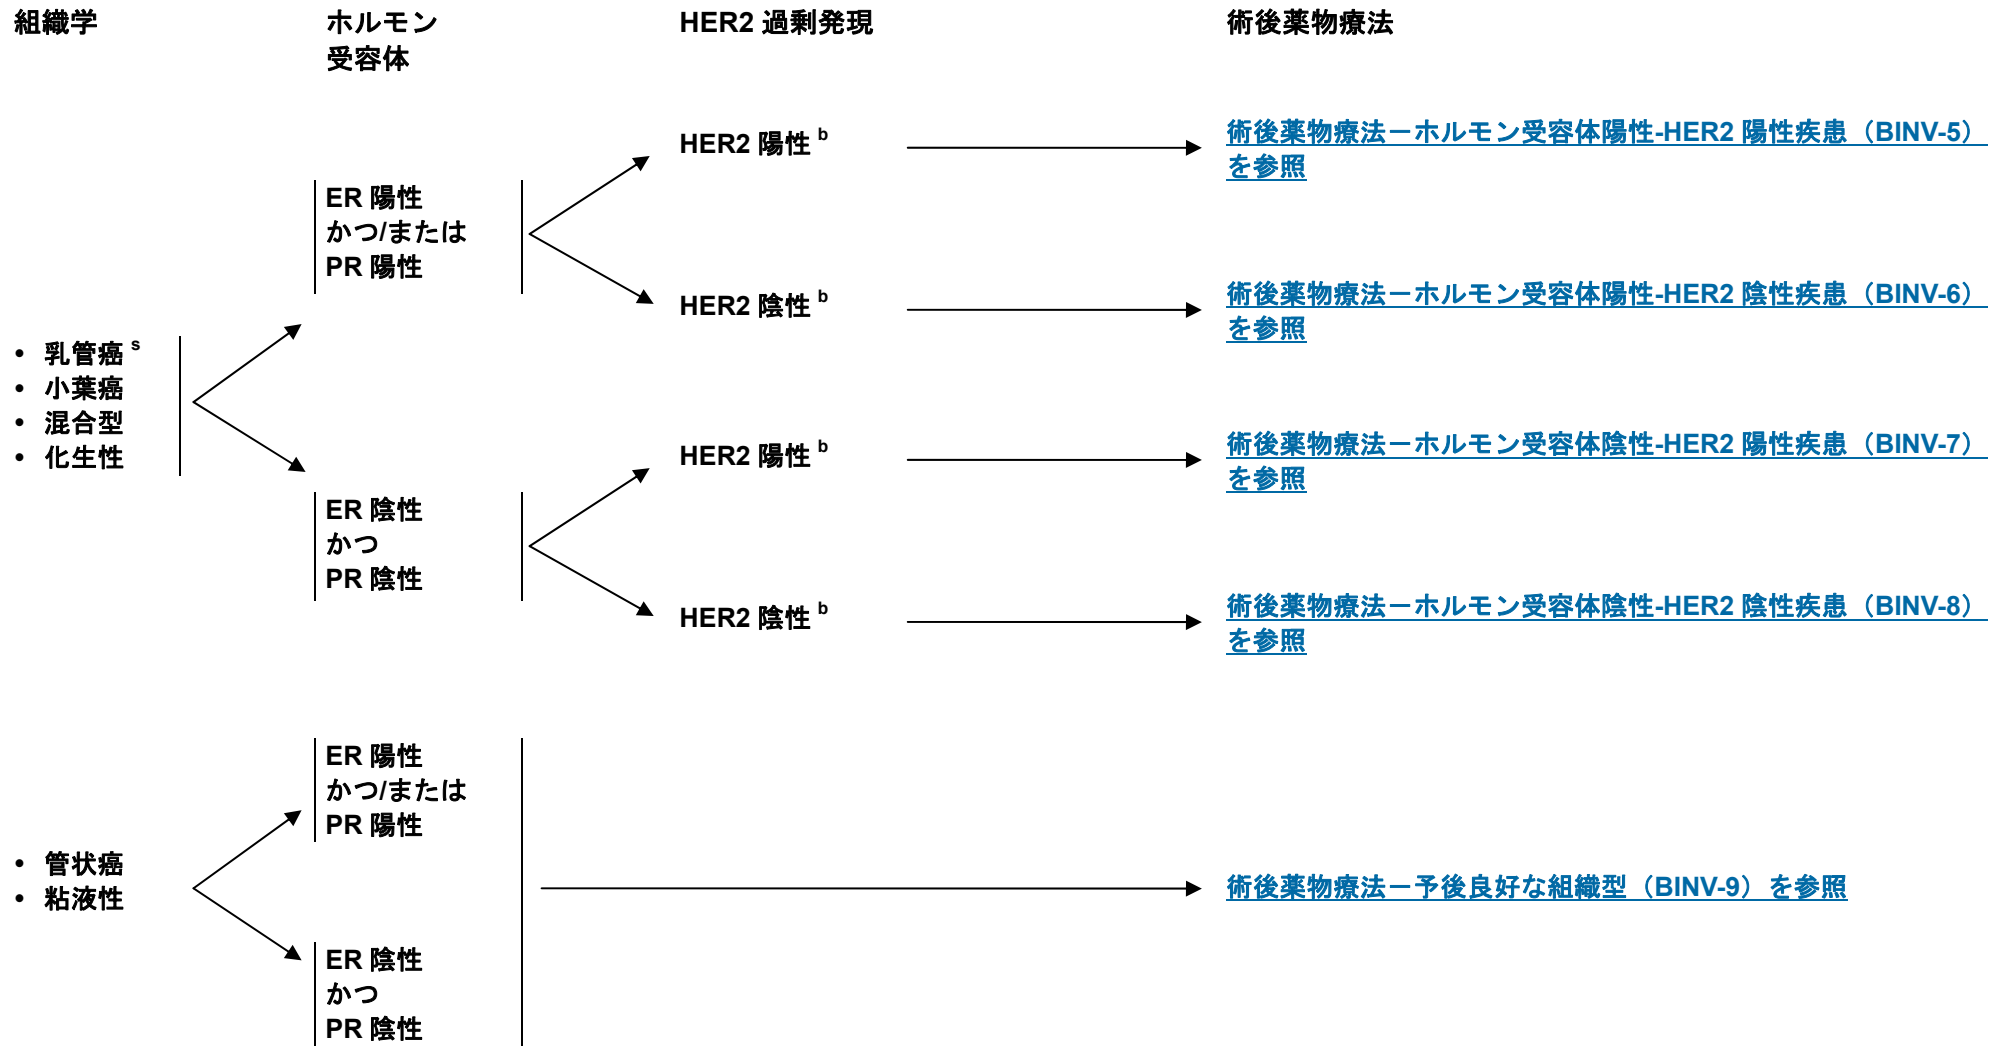 組織学
ホルモン
受容体
HER2 過剰発現
術後薬物療法
• 乳管癌 s
• 小葉癌
• 混合型
• 化生性
ER 陽性
かつ/または
PR 陽性
HER2 陽性 b
術後薬物療法－ホルモン受容体陽性-HER2 陽性疾患（BINV-5）
を参照
HER2 陰性 b
術後薬物療法－ホルモン受容体陽性-HER2 陰性疾患（BINV-6）
を参照
ER 陰性
かつ
PR 陰性
HER2 陽性 b
術後薬物療法－ホルモン受容体陰性-HER2 陽性疾患（BINV-7）
を参照
HER2 陰性 b
術後薬物療法－ホルモン受容体陰性-HER2 陰性疾患（BINV-8）
を参照
• 管状癌
• 粘液性
ER 陽性
かつ/または
PR 陽性
ER 陰性
かつ
PR 陰性
術後薬物療法－予後良好な組織型（BINV-9）を参照